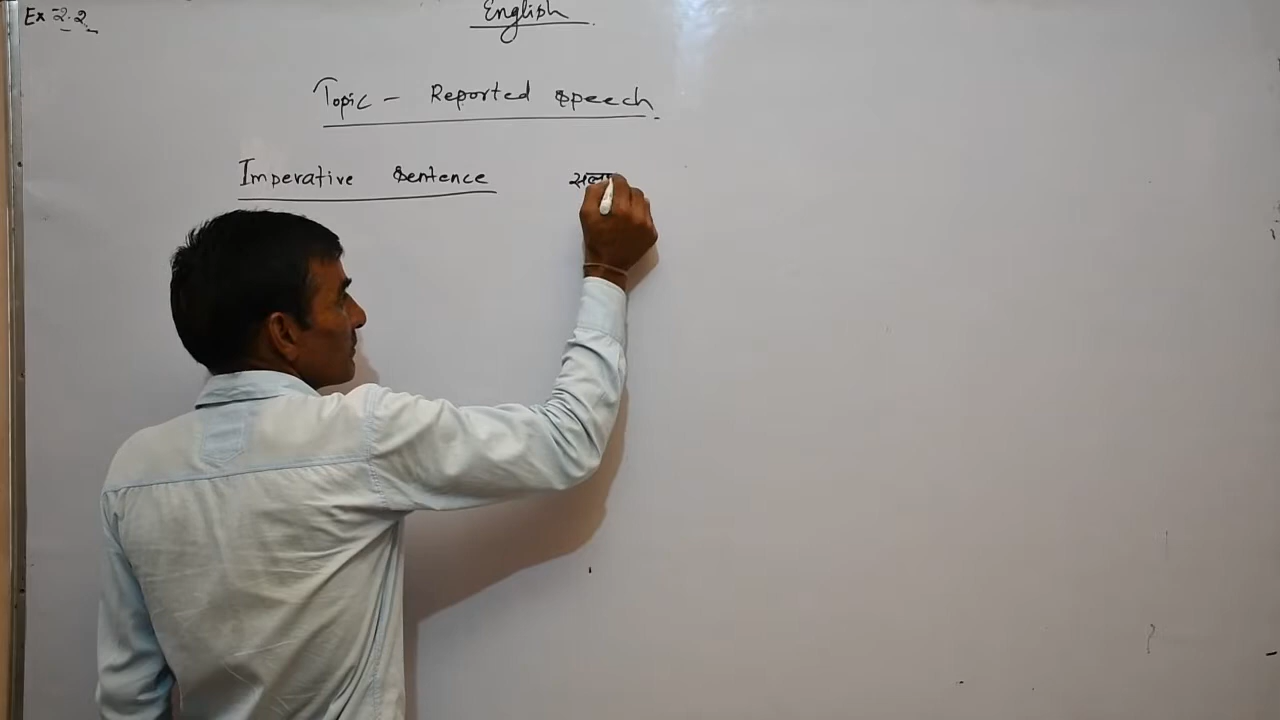 Ex 2.2
English
Topic - Reported speech
Imperative Sentence